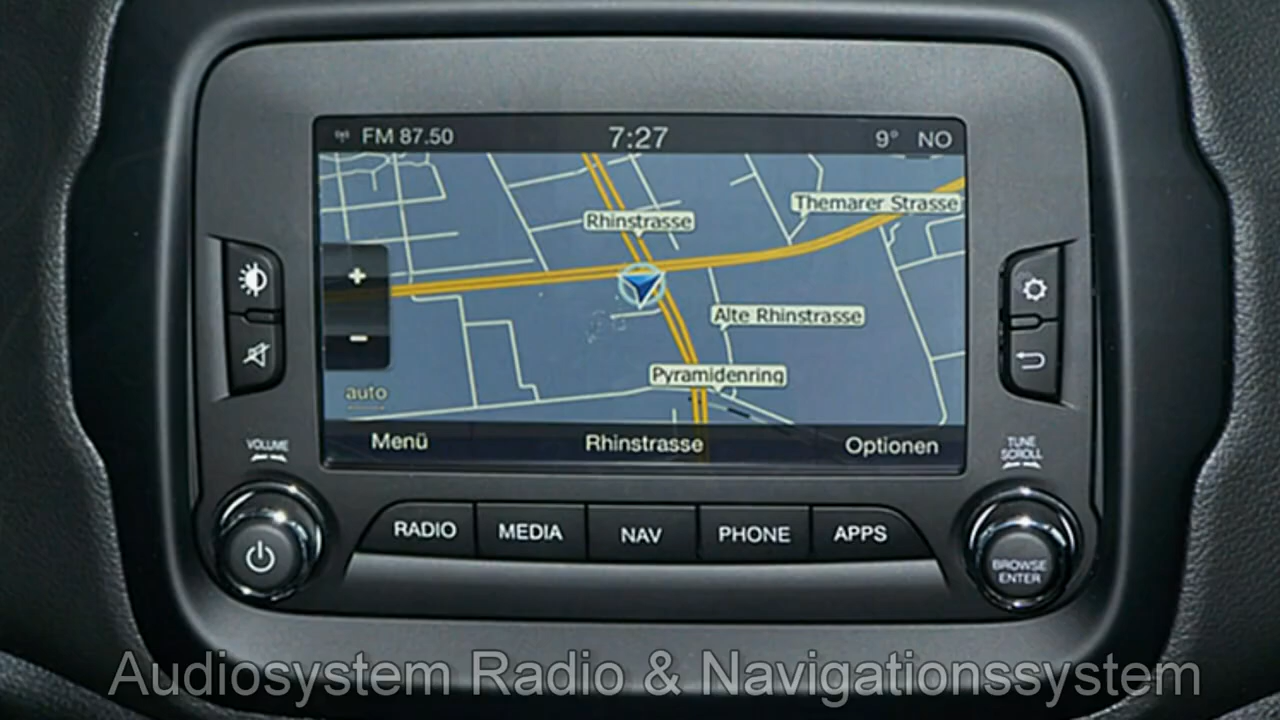 FM 87.50 7:27 9° NO
Themarer Strasse
Rhinstrasse
+
Alte Rhinstrasse
−
Pyramidenring
auto
Menü Rhinstrasse Optionen
VOLUME
TUNE
SCROLL
RADIO MEDIA NAV PHONE APPS
BROWSE
ENTER
Audiosystem Radio & Navigationssystem